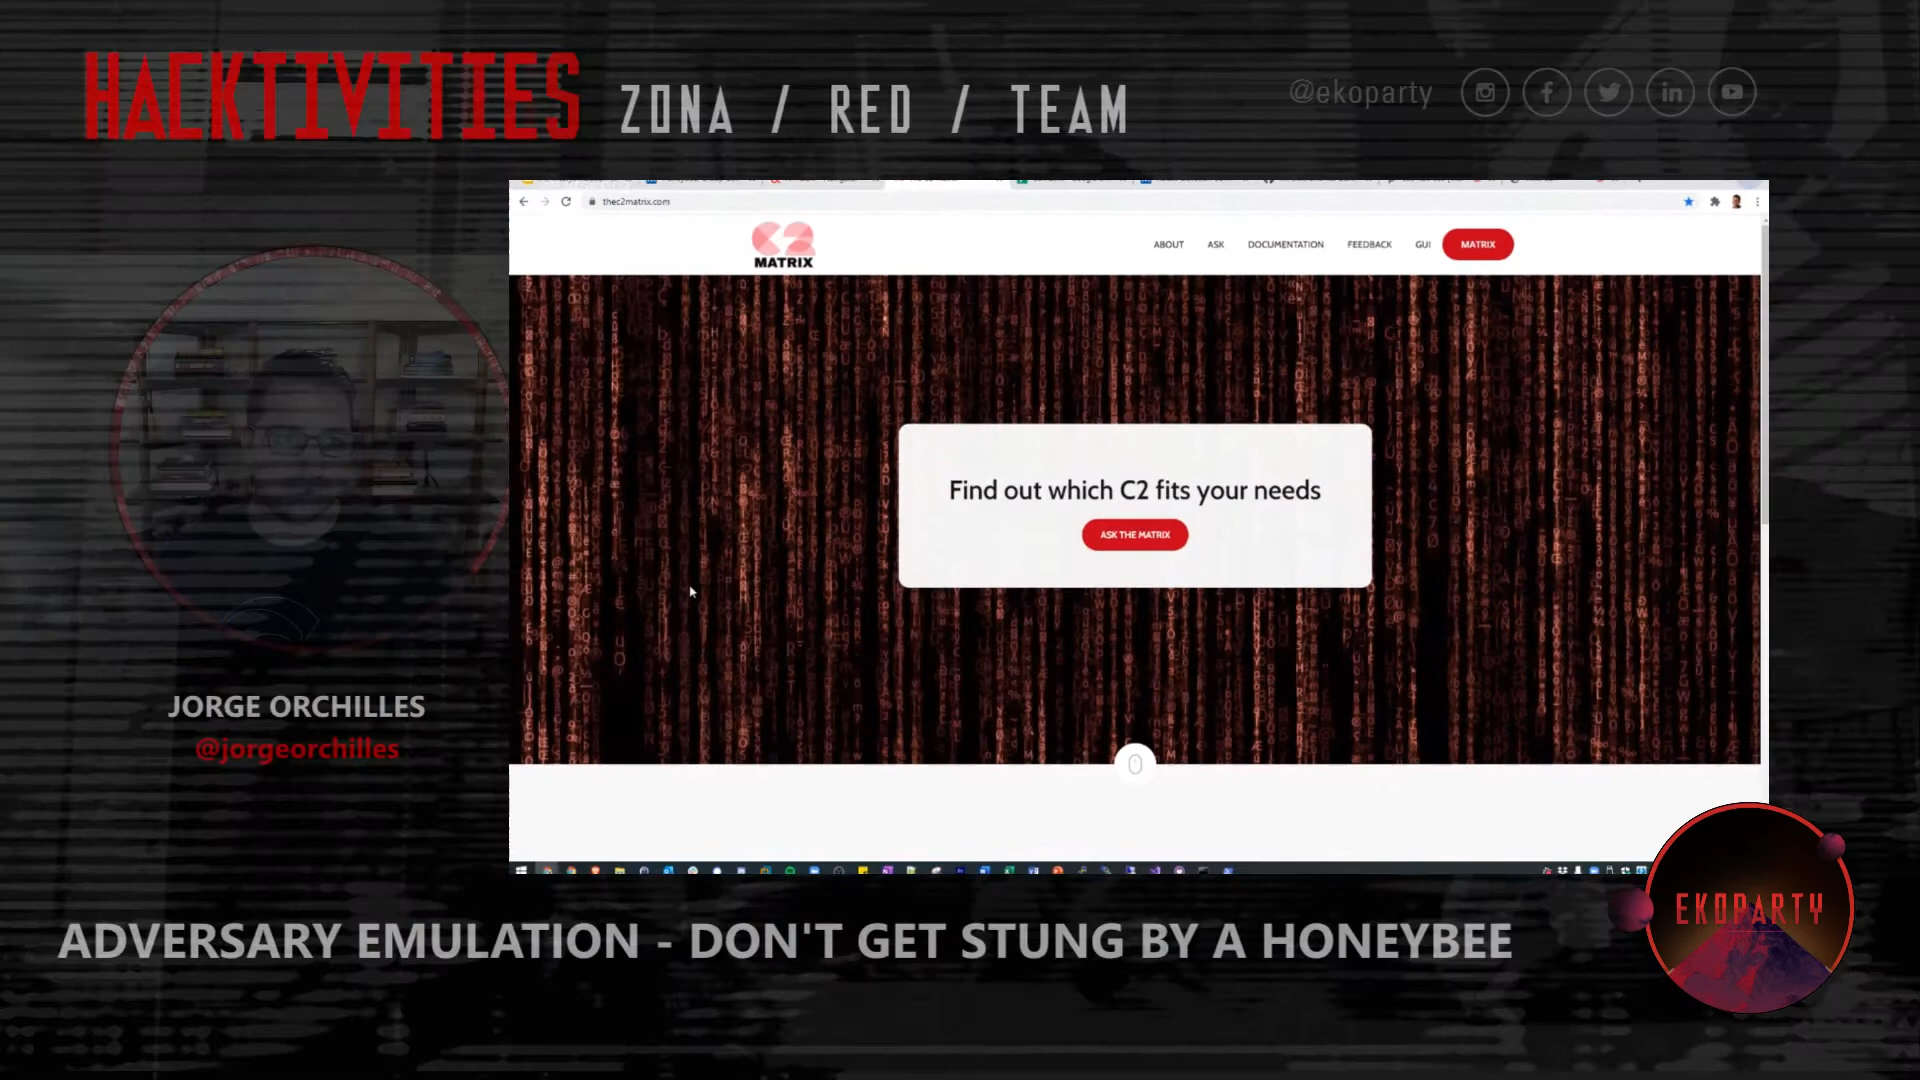 HACKTIVITIES
ZONA / RED / TEAM
@ekoparty
thec2matrix.com
C2
MATRIX
ABOUT
ASK
DOCUMENTATION
FEEDBACK
GUI
MATRIX
Find out which C2 fits your needs
ASK THE MATRIX
JORGE ORCHILLES
@jorgeorchilles
ADVERSARY EMULATION - DON'T GET STUNG BY A HONEYBEE
EKOPARTY